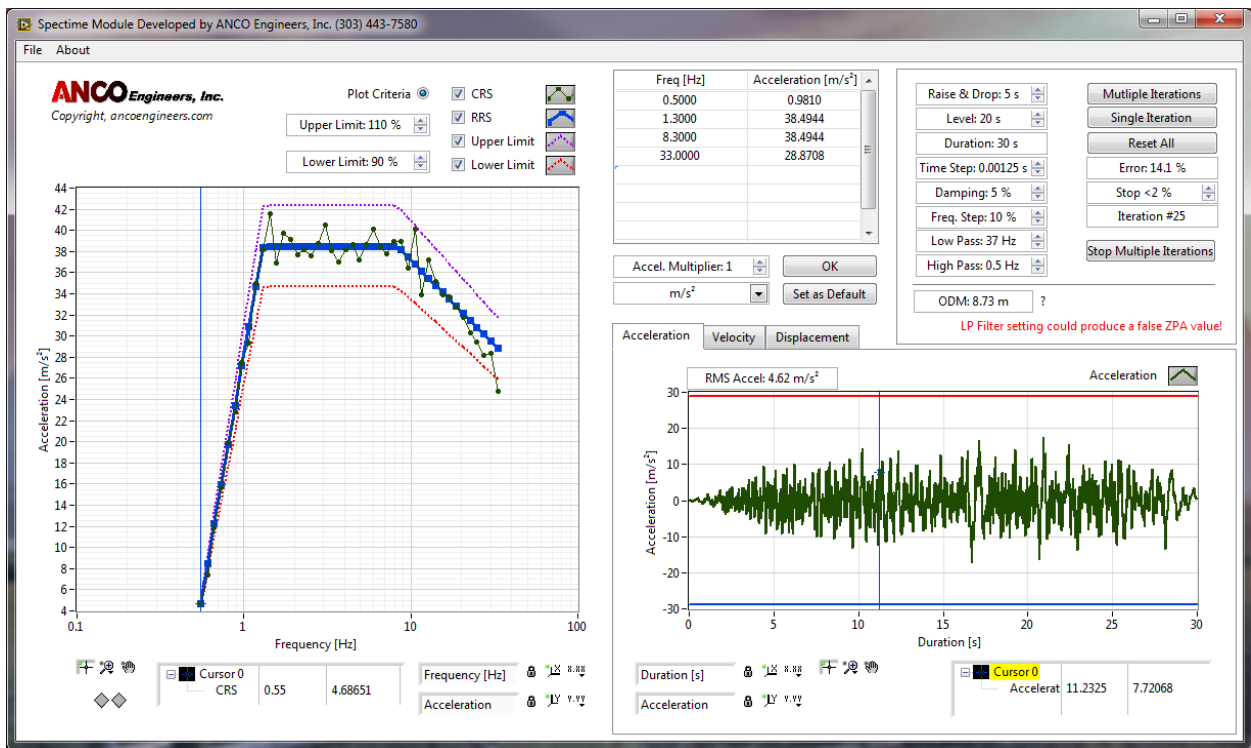 Spectime Module Developed by ANCO Engineers, Inc. (303) 443-7580
File About
ANCO Engineers, Inc.
Copyright, ancoengineers.com
Plot Criteria
Upper Limit: 110 %
Lower Limit: 90 %
CRS
RRS
Upper Limit
Lower Limit
44
42
40
38
36
34
32
30
28
26
24
22
20
18
16
14
12
10
8
6
4
Acceleration [m/s²]
0.1 1 10 100
Frequency [Hz]
Cursor 0
CRS 0.55 4.68651
Frequency [Hz]
Acceleration
Freq [Hz] Acceleration [m/s²]
0.5000 0.9810
1.3000 38.4944
8.3000 38.4944
33.0000 28.8708
Accel. Multiplier: 1 OK
m/s² Set as Default
Raise & Drop: 5 s
Level: 20 s
Duration: 30 s
Time Step: 0.00125 s
Damping: 5 %
Freq. Step: 10 %
Low Pass: 37 Hz
High Pass: 0.5 Hz
Mutliple Iterations
Single Iteration
Reset All
Error: 14.1 %
Stop <2 %
Iteration #25
Stop Multiple Iterations
ODM: 8.73 m ?
LP Filter setting could produce a false ZPA value!
Acceleration Velocity Displacement
RMS Accel: 4.62 m/s² Acceleration
30
20
10
0
-10
-20
-30
Acceleration [m/s²]
0 5 10 15 20 25 30
Duration [s]
Duration [s]
Acceleration
Cursor 0
Accelerat 11.2325 7.72068